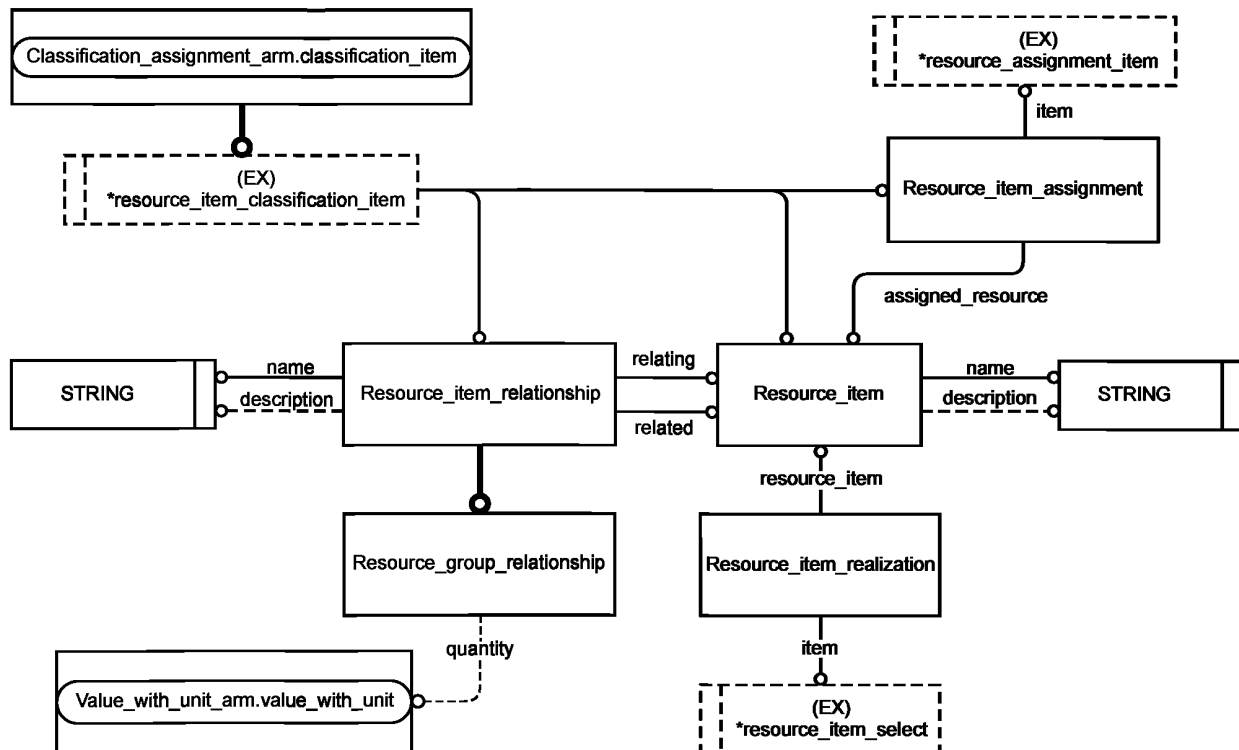 Classification_assignment_arm.classification_item
(EX)
*resource_assignment_item
item
(EX)
*resource_item_classification_item
Resource_item_assignment
assigned_resource
STRING
name
description
Resource_item_relationship
relating
related
Resource_item
name
description
STRING
resource_item
Resource_group_relationship
Resource_item_realization
quantity
item
Value_with_unit_arm.value_with_unit
(EX)
*resource_item_select